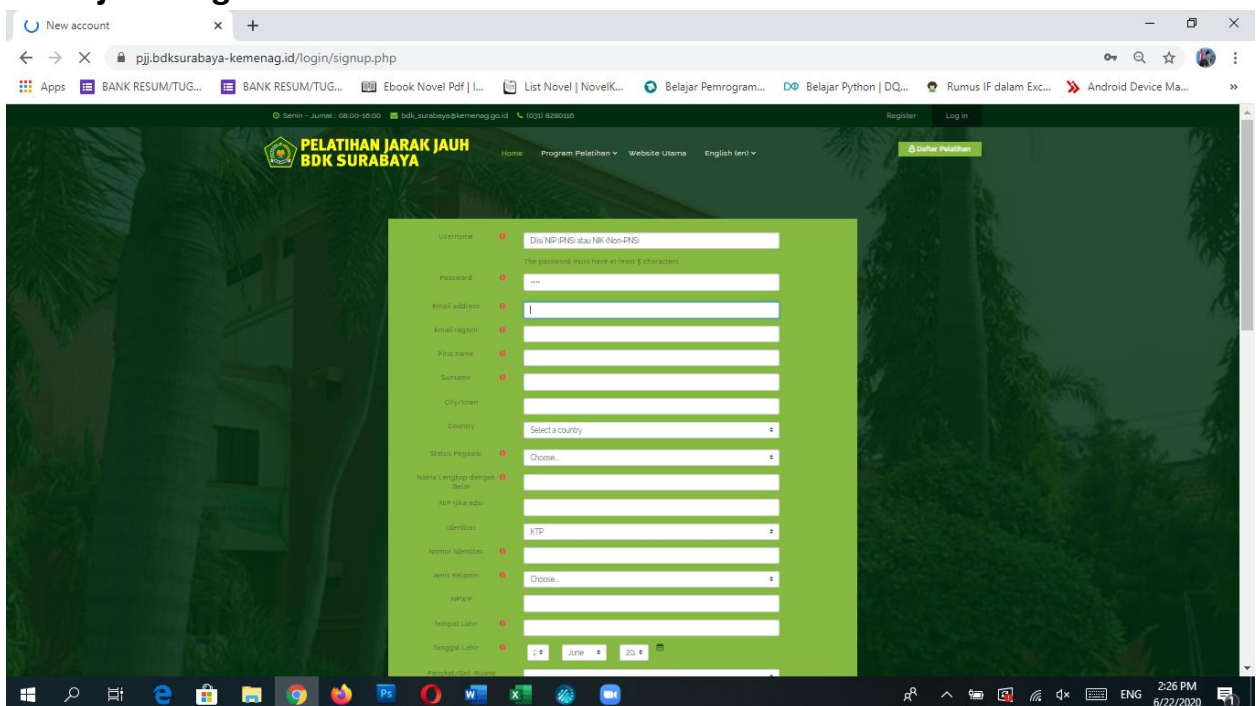 New account
pjj.bdksurabaya-kemenag.id/login/signup.php
Apps BANK RESUM/TUG... BANK RESUM/TUG... Ebook Novel Pdf | I... List Novel | NovelK... Belajar Pemrogram... DQ Belajar Python | DQ... Rumus IF dalam Exc... Android Device Ma... »
Senin - Jumat : 08:00-16:00 bdk_surabaya@kemenag.go.id (031) 8280116 Register Log in
PELATIHAN JARAK JAUH
BDK SURABAYA
Home Program Pelatihan Website Utama English (en) Daftar Pelatihan
Username Diisi NIP (PNS) atau NIK (Non-PNS)
The password must have at least 5 characters
Password ····
Email address
Email (again)
First name
Surname
City/town
Country Select a country
Status Pegawai Choose...
Nama Lengkap dengan
Gelar
NIP (jika ada)
Identitas KTP
Nomor Identitas
Jenis Kelamin Choose...
NPWP
Tempat Lahir
Tanggal Lahir June
Pangkat/Gol. Ruang
ENG
2:26 PM
6/22/2020